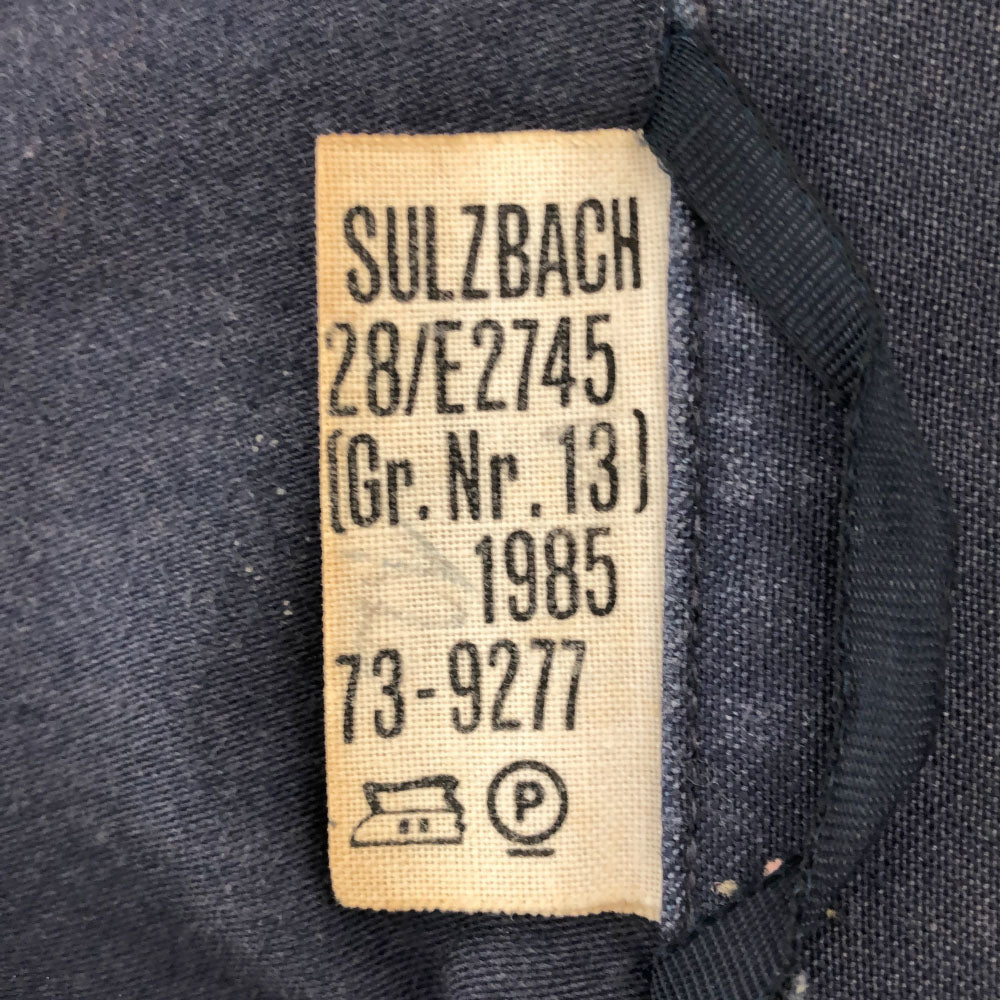 SULZBACH
28/E2745
(Gr. Nr. 13)
1985
73-9277
P